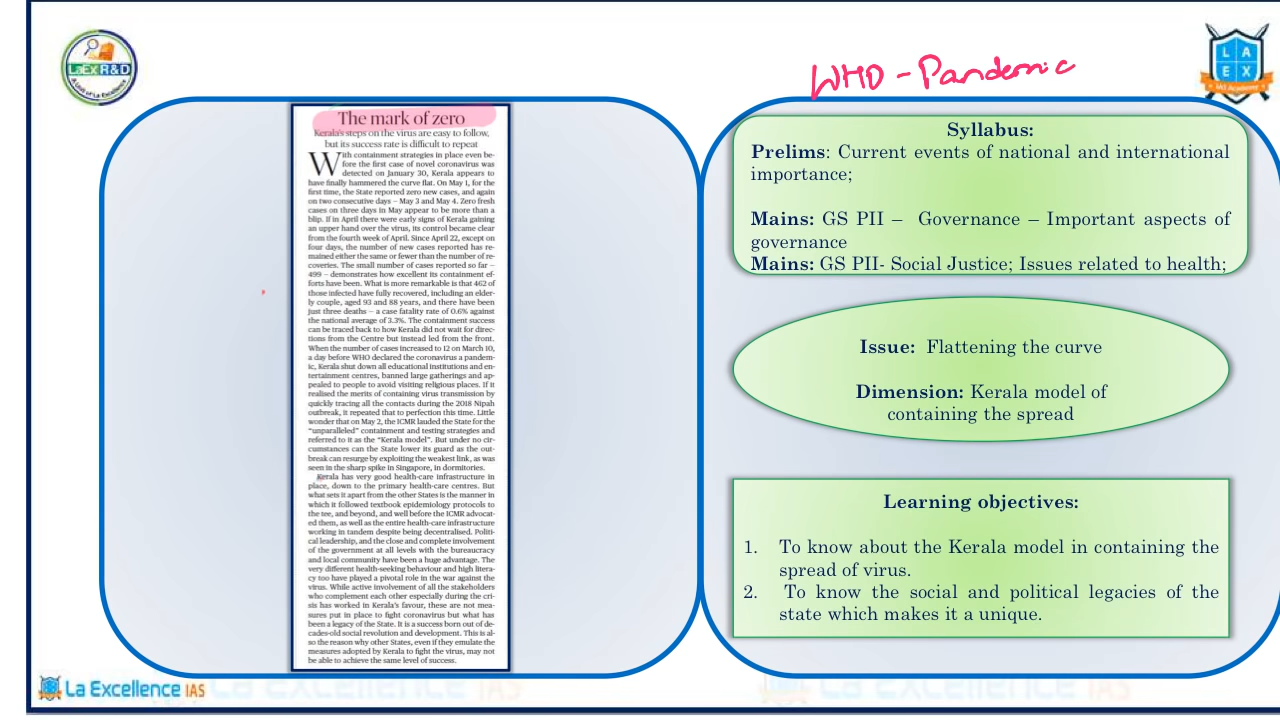 LaEx R&D
A Unit of La Excellence
L A
E X
IAS Academy
WHO - Pandemic
The mark of zero
Kerala's steps on the virus are easy to follow,
but its success rate is difficult to repeat
With containment strategies in place even be-
fore the first case of novel coronavirus was
detected on January 30, Kerala appears to
have finally hammered the curve flat. On May 1, for the
first time, the State reported zero new cases, and again
on two consecutive days – May 3 and May 4. Zero fresh
cases on three days in May appear to be more than a
blip. If in April there were early signs of Kerala gaining
an upper hand over the virus, its control became clear
from the fourth week of April. Since April 22, except on
four days, the number of new cases reported has re-
mained either the same or fewer than the number of re-
coveries. The small number of cases reported so far –
499 – demonstrates how excellent its containment ef-
forts have been. What is more remarkable is that 462 of
those infected have fully recovered, including an elder-
ly couple, aged 93 and 88 years, and there have been
just three deaths – a case fatality rate of 0.6% against
the national average of 3.3%. The containment success
can be traced back to how Kerala did not wait for direc-
tions from the Centre but instead led from the front.
When the number of cases increased to 12 on March 10,
a day before WHO declared the coronavirus a pandem-
ic, Kerala shut down all educational institutions and en-
tertainment centres, banned large gatherings and ap-
pealed to people to avoid visiting religious places. If it
realised the merits of containing virus transmission by
quickly tracing all the contacts during the 2018 Nipah
outbreak, it repeated that to perfection this time. Little
wonder that on May 2, the ICMR lauded the State for the
"unparalleled" containment and testing strategies and
referred to it as the "Kerala model". But under no cir-
cumstances can the State lower its guard as the out-
break can resurge by exploiting the weakest link, as was
seen in the sharp spike in Singapore, in dormitories.
Kerala has very good health-care infrastructure in
place, down to the primary health-care centres. But
what sets it apart from the other States is the manner in
which it followed textbook epidemiology protocols to
the tee, and beyond, and well before the ICMR advocat-
ed them, as well as the entire health-care infrastructure
working in tandem despite being decentralised. Politi-
cal leadership, and the close and complete involvement
of the government at all levels with the bureaucracy
and local community have been a huge advantage. The
very different health-seeking behaviour and high litera-
cy too have played a pivotal role in the war against the
virus. While active involvement of all the stakeholders
who complement each other especially during the cri-
sis has worked in Kerala's favour, these are not mea-
sures put in place to fight coronavirus but what has
been a legacy of the State. It is a success born out of de-
cades-old social revolution and development. This is al-
so the reason why other States, even if they emulate the
measures adopted by Kerala to fight the virus, may not
be able to achieve the same level of success.
Syllabus:
Prelims: Current events of national and international
importance;
Mains: GS PII – Governance – Important aspects of
governance
Mains: GS PII- Social Justice; Issues related to health;
Issue: Flattening the curve
Dimension: Kerala model of
containing the spread
Learning objectives:
1. To know about the Kerala model in containing the
spread of virus.
2. To know the social and political legacies of the
state which makes it a unique.
La Excellence IAS
La Excellence IAS
La Excellence IAS